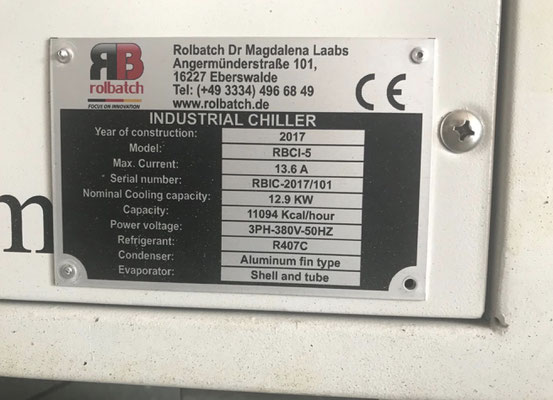 RB
rolbatch
FOCUS ON INNOVATION
Rolbatch Dr Magdalena Laabs
Angermünderstraße 101,
16227 Eberswalde
Tel: (+49 3334) 496 68 49
www.rolbatch.de
CE
INDUSTRIAL CHILLER
Year of construction: 2017
Model: RBCI-5
Max. Current: 13.6 A
Serial number: RBIC-2017/101
Nominal Cooling capacity: 12.9 KW
Capacity: 11094 Kcal/hour
Power voltage: 3PH-380V-50HZ
Refrigerant: R407C
Condenser: Aluminum fin type
Evaporator: Shell and tube
m